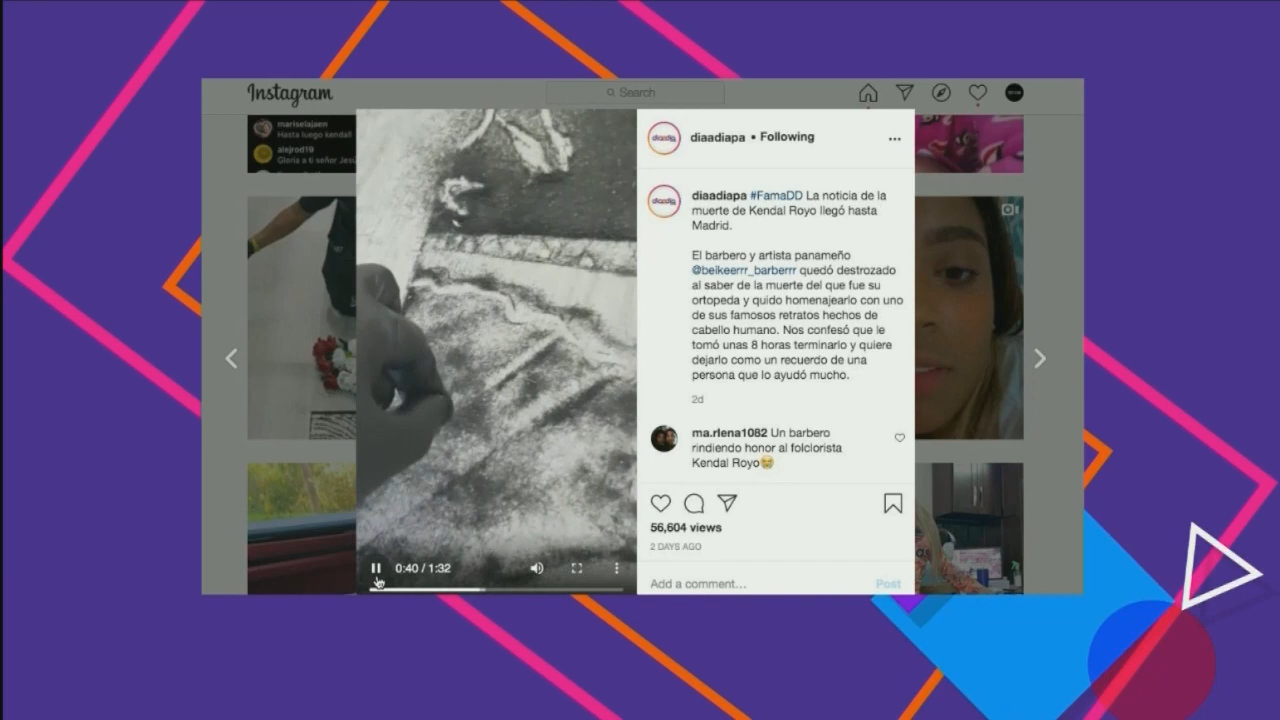 Instagram
Search
mariselajaen
Hasta luego kendall
alejrod19
Gloria a ti señor Jesú
diaadiapa • Following
diaadiapa #FamaDD La noticia de la
muerte de Kendal Royo llegó hasta
Madrid.
El barbero y artista panameño
@beikeerrr_barberrr quedó destrozado
al saber de la muerte del que fue su
ortopeda y quido homenajearlo con uno
de sus famosos retratos hechos de
cabello humano. Nos confesó que le
tomó unas 8 horas terminarlo y quiere
dejarlo como un recuerdo de una
persona que lo ayudó mucho.
2d
ma.rlena1082 Un barbero
rindiendo honor al folclorista
Kendal Royo😭
56,604 views
2 DAYS AGO
0:40 / 1:32
Add a comment... Post